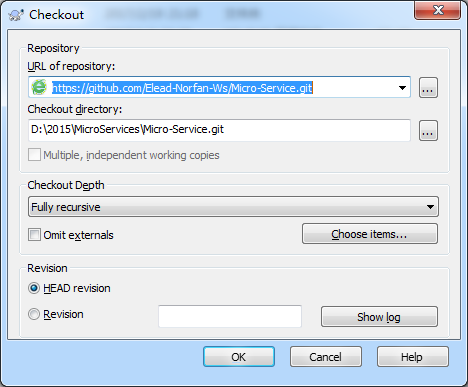 Checkout
Repository
URL of repository:
https://github.com/Elead-Norfan-Ws/Micro-Service.git
...
Checkout directory:
D:\2015\MicroServices\Micro-Service.git
...
Multiple, independent working copies
Checkout Depth
Fully recursive
Omit externals
Choose items...
Revision
HEAD revision
Revision
Show log
OK
Cancel
Help